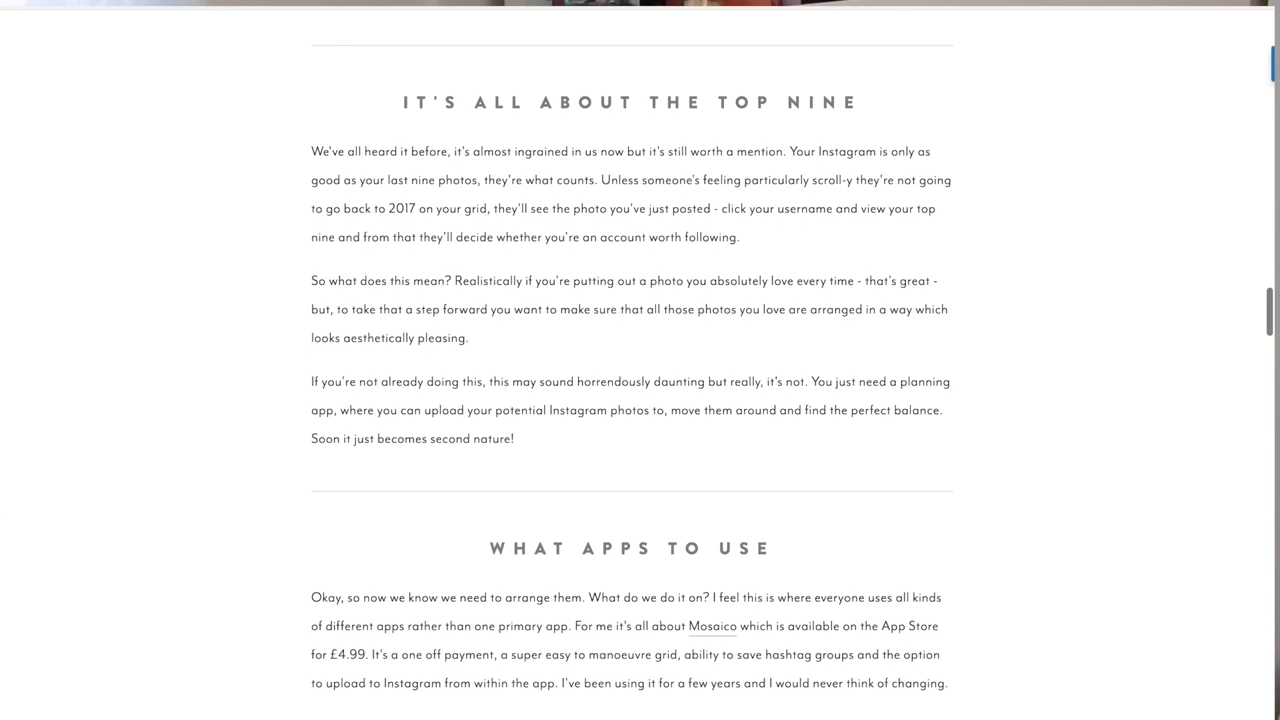 IT'S ALL ABOUT THE TOP NINE
We've all heard it before, it's almost ingrained in us now but it's still worth a mention. Your Instagram is only as
good as your last nine photos, they're what counts. Unless someone's feeling particularly scroll-y they're not going
to go back to 2017 on your grid, they'll see the photo you've just posted - click your username and view your top
nine and from that they'll decide whether you're an account worth following.
So what does this mean? Realistically if you're putting out a photo you absolutely love every time - that's great -
but, to take that a step forward you want to make sure that all those photos you love are arranged in a way which
looks aesthetically pleasing.
If you're not already doing this, this may sound horrendously daunting but really, it's not. You just need a planning
app, where you can upload your potential Instagram photos to, move them around and find the perfect balance.
Soon it just becomes second nature!
WHAT APPS TO USE
Okay, so now we know we need to arrange them. What do we do it on? I feel this is where everyone uses all kinds
of different apps rather than one primary app. For me it's all about Mosaico which is available on the App Store
for £4.99. It's a one off payment, a super easy to manoeuvre grid, ability to save hashtag groups and the option
to upload to Instagram from within the app. I've been using it for a few years and I would never think of changing.